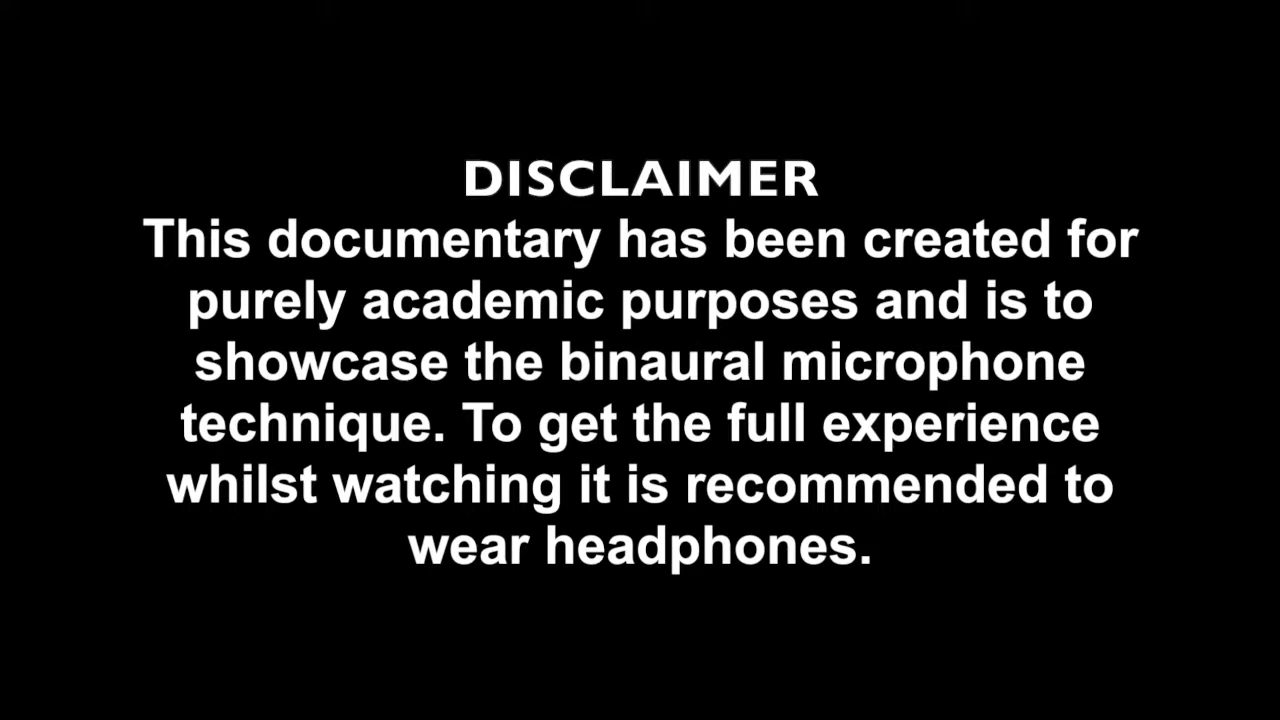 DISCLAIMER
This documentary has been created for
purely academic purposes and is to
showcase the binaural microphone
technique. To get the full experience
whilst watching it is recommended to
wear headphones.